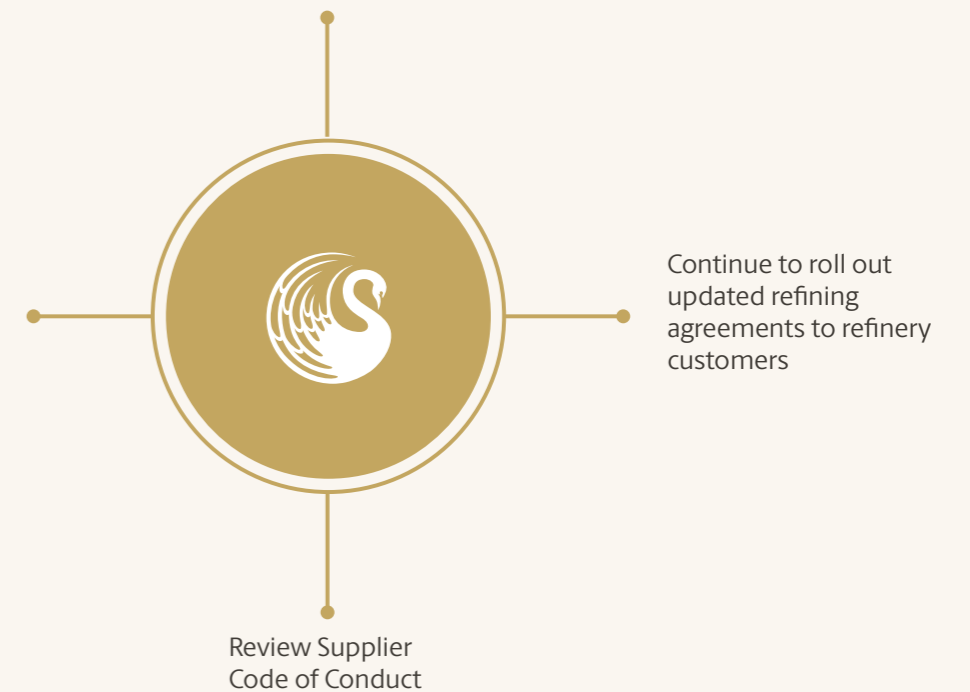 Continue to roll out
updated refining
agreements to refinery
customers
Review Supplier
Code of Conduct